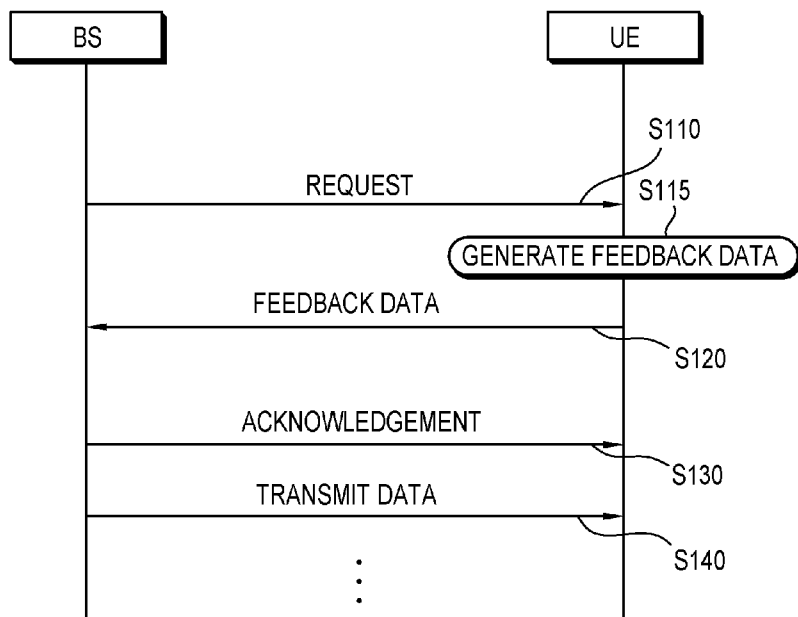 BS
UE
S110
REQUEST
S115
GENERATE FEEDBACK DATA
FEEDBACK DATA
S120
ACKNOWLEDGEMENT
S130
TRANSMIT DATA
S140